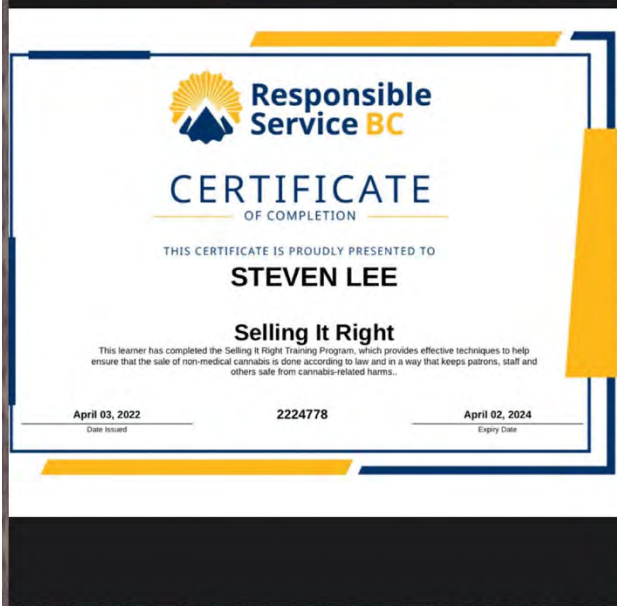 Responsible
Service BC
CERTIFICATE
OF COMPLETION
THIS CERTIFICATE IS PROUDLY PRESENTED TO
STEVEN LEE
Selling It Right
This learner has completed the Selling It Right Training Program, which provides effective techniques to help
ensure that the sale of non-medical cannabis is done according to law and in a way that keeps patrons, staff and
others safe from cannabis-related harms..
April 03, 2022 2224778 April 02, 2024
Date Issued Expiry Date